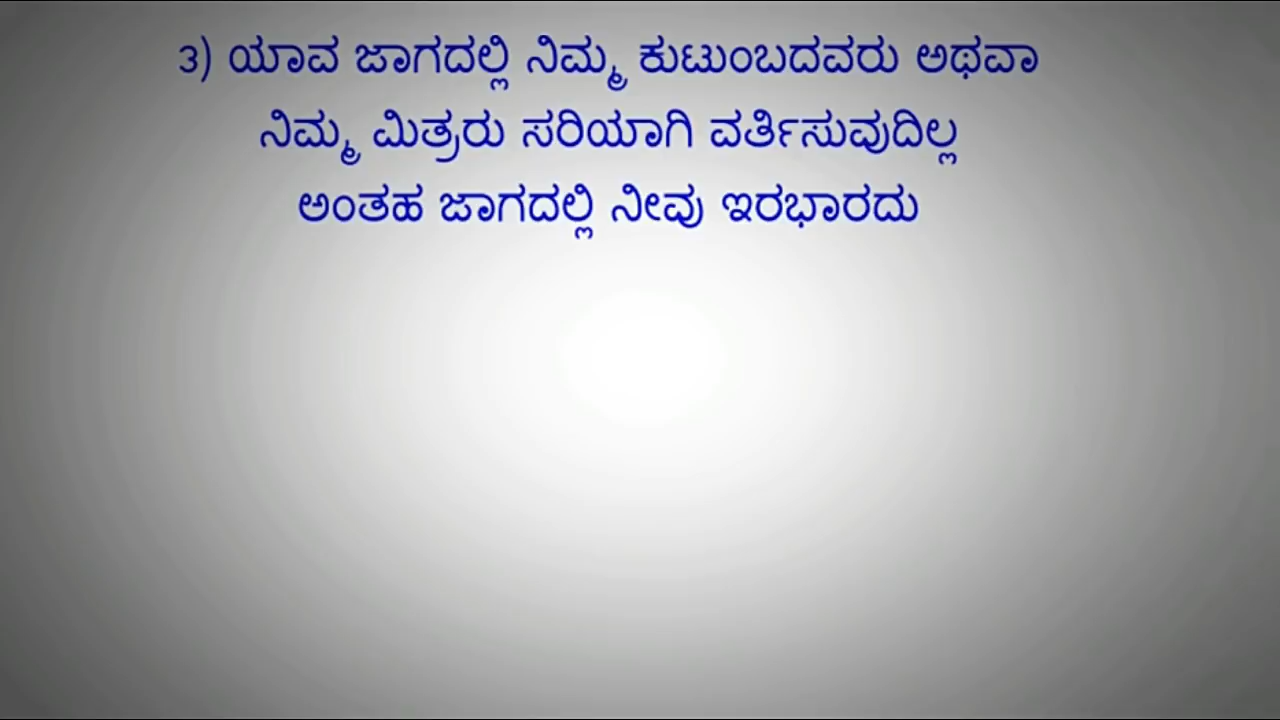 3) ಯಾವ ಜಾಗದಲ್ಲಿ ನಿಮ್ಮ ಕುಟುಂಬದವರು ಅಥವಾ
ನಿಮ್ಮ ಮಿತ್ರರು ಸರಿಯಾಗಿ ವರ್ತಿಸುವುದಿಲ್ಲ
ಅಂತಹ ಜಾಗದಲ್ಲಿ ನೀವು ಇರಭಾರದು